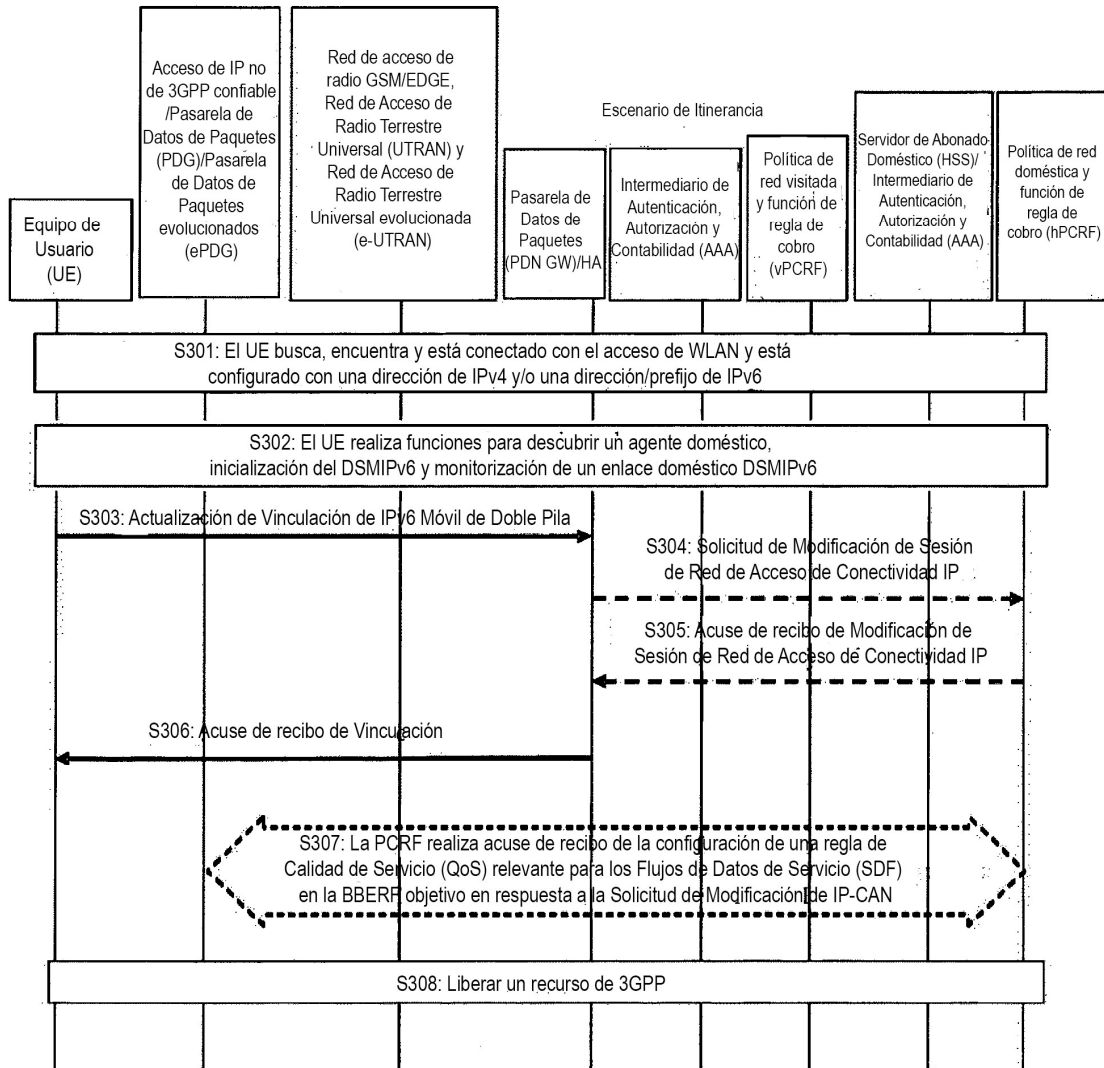 Equipo de
Usuario
(UE)
Acceso de IP no
de 3GPP confiable
/Pasarela de
Datos de Paquetes
(PDG)/Pasarela
de Datos de
Paquetes
evolucionados
(ePDG)
Red de acceso de
radio GSM/EDGE,
Red de Acceso de
Radio Terrestre
Universal (UTRAN) y
Red de Acceso de
Radio Terrestre
Universal evolucionada
(e-UTRAN)
Pasarela de
Datos de
Paquetes
(PDN GW)/HA
Escenario de Itinerancia
Intermediario de
Autenticación,
Autorización y
Contabilidad (AAA)
Política de
red visitada
y función de
regla de
cobro
(vPCRF)
Servidor de Abonado
Doméstico (HSS)/
Intermediario de
Autenticación,
Autorización y
Contabilidad (AAA)
Política de red
doméstica y
función de
regla de
cobro (hPCRF)
S301: El UE busca, encuentra y está conectado con el acceso de WLAN y está
configurado con una dirección de IPv4 y/o una dirección/prefijo de IPv6
S302: El UE realiza funciones para descubrir un agente doméstico,
inicialización del DSMIPv6 y monitorización de un enlace doméstico DSMIPv6
S303: Actualización de Vinculación de IPv6 Móvil de Doble Pila
S304: Solicitud de Modificación de Sesión
de Red de Acceso de Conectividad IP
S305: Acuse de recibo de Modificación de
Sesión de Red de Acceso de Conectividad IP
S306: Acuse de recibo de Vinculación
S307: La PCRF realiza acuse de recibo de la configuración de una regla de
Calidad de Servicio (QoS) relevante para los Flujos de Datos de Servicio (SDF)
en la BBERF objetivo en respuesta a la Solicitud de Modificación de IP-CAN
S308: Liberar un recurso de 3GPP